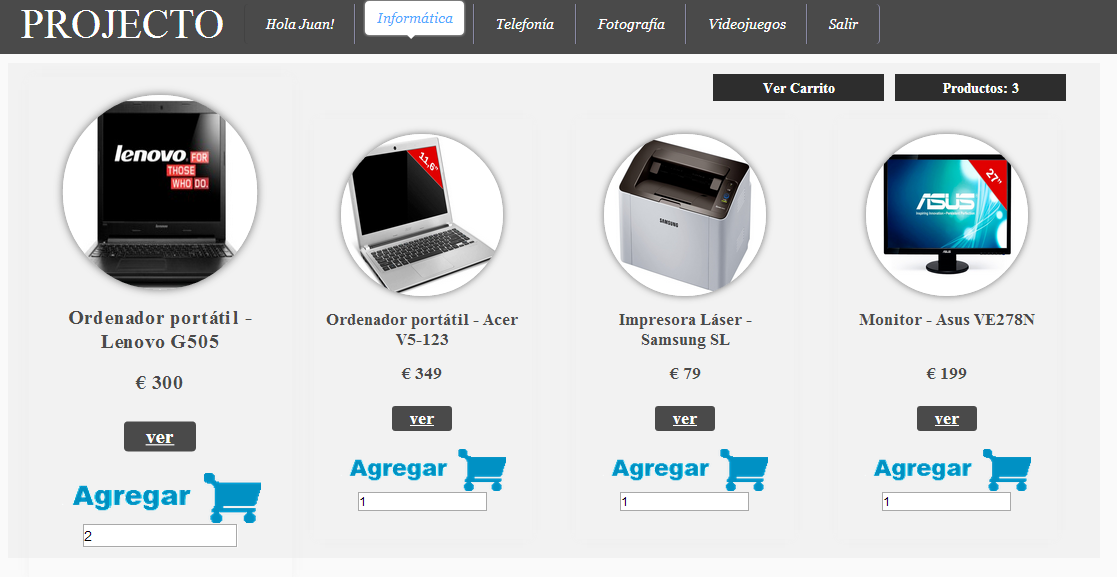 PROJECTO
Hola Juan!
Informática
Telefonía
Fotografía
Videojuegos
Salir
Ver Carrito
Productos: 3
lenovo FOR
THOSE
WHO DO.
Ordenador portátil -
Lenovo G505
€ 300
ver
Agregar
2
11,6"
Ordenador portátil - Acer
V5-123
€ 349
ver
Agregar
1
SAMSUNG
Impresora Láser -
Samsung SL
€ 79
ver
Agregar
1
27"
ASUS
Monitor - Asus VE278N
€ 199
ver
Agregar
1